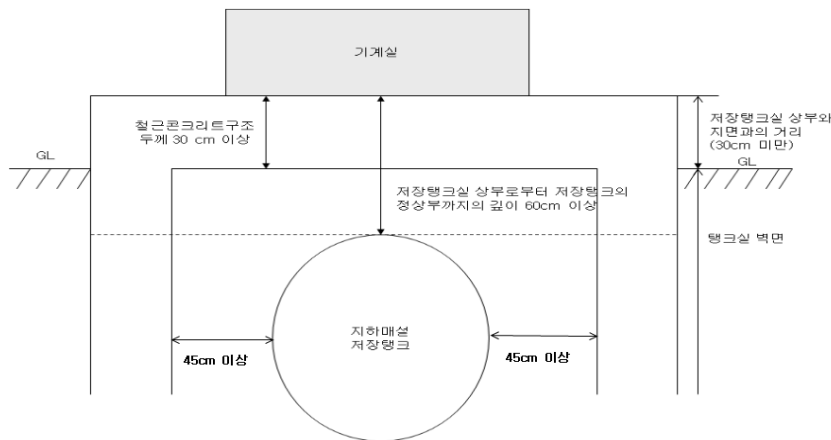 기계실
철근콘크리트구조
두께 30 cm 이상
저장탱크실 상부와
지면과의 거리
(30cm 미만)
GL
GL
저장탱크실 상부로부터 저장탱크의
정상부까지의 깊이 60cm 이상
탱크실 벽면
지하매설
저장탱크
45cm 이상
45cm 이상